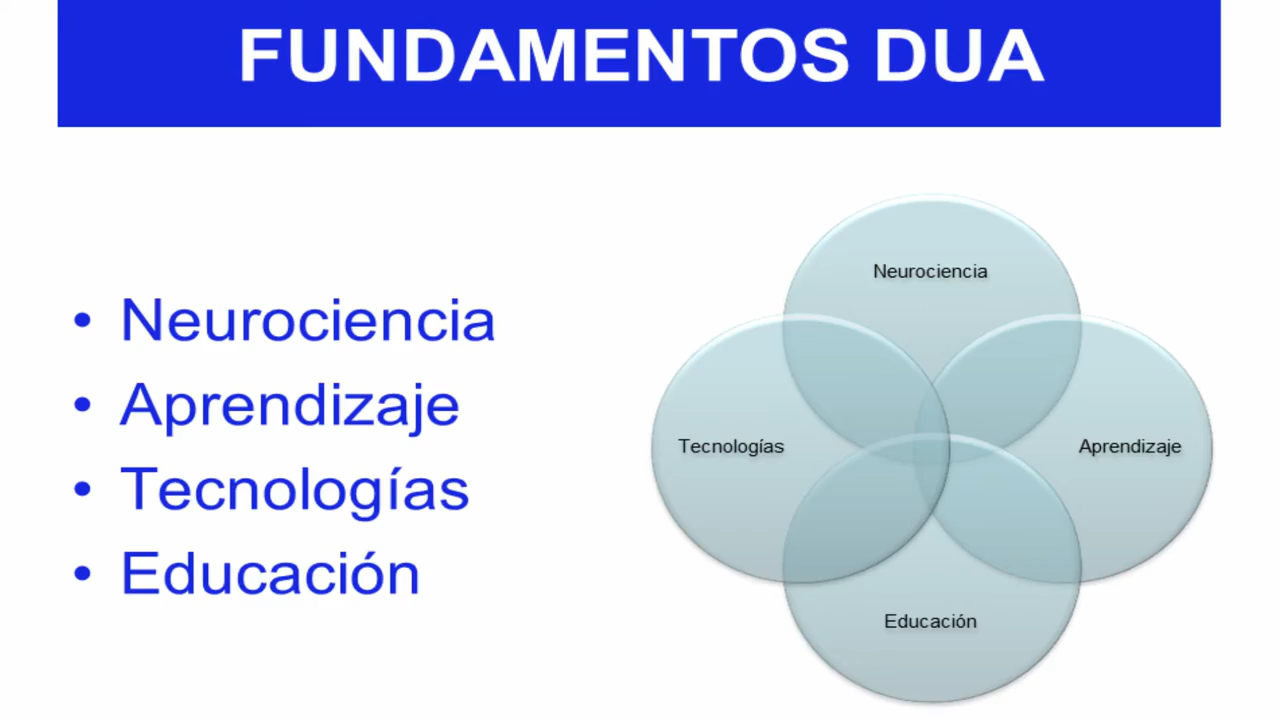 FUNDAMENTOS DUA
• Neurociencia
• Aprendizaje
• Tecnologías
• Educación
Neurociencia
Tecnologías
Aprendizaje
Educación